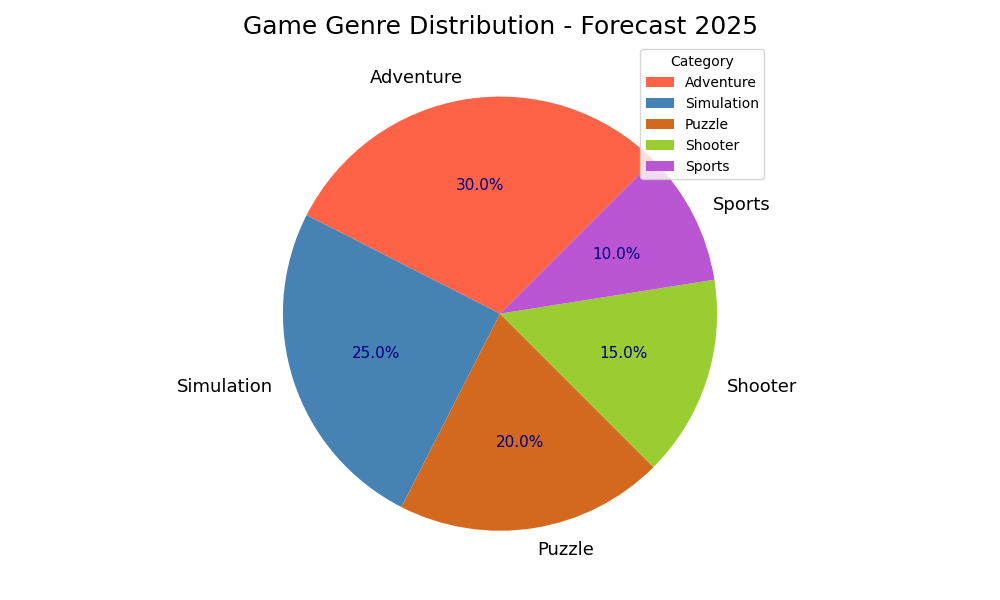 Game Genre Distribution - Forecast 2025
Category
Adventure
Simulation
Puzzle
Shooter
Sports
Adventure
30.0%
Sports
10.0%
25.0%
15.0%
Simulation
Shooter
20.0%
Puzzle